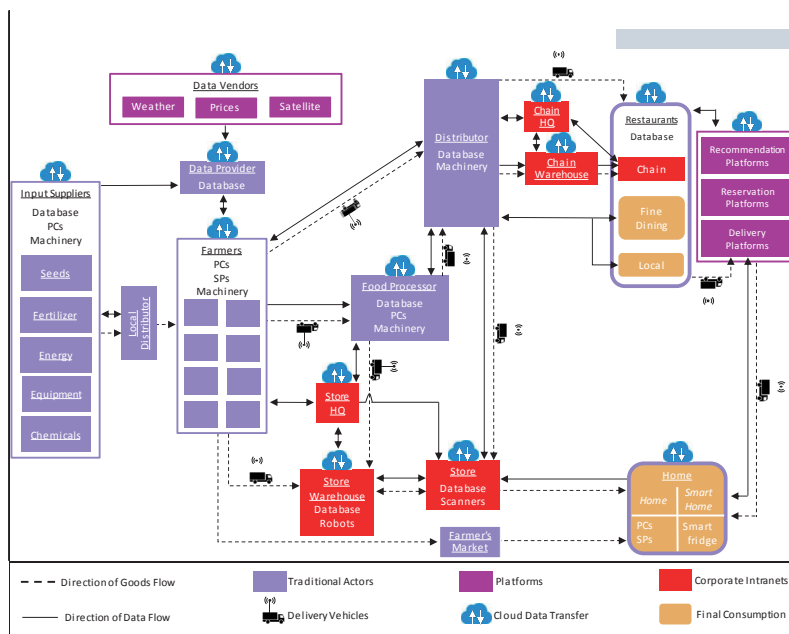 Data Vendors
Weather
Prices
Satellite
Data Provider
Database
Input Suppliers
Database
PCs
Machinery
Seeds
Fertilizer
Energy
Equipment
Chemicals
Local
Distributor
Farmers
PCs
SPs
Machinery
Food Processor
Database
PCs
Machinery
Distributor
Database
Machinery
Chain
HQ
Chain
Warehouse
Restaurants
Database
Chain
Fine
Dining
Local
Recommendation
Platforms
Reservation
Platforms
Delivery
Platforms
Store
HQ
Store
Warehouse
Database
Robots
Store
Database
Scanners
Farmer's
Market
Home
Home
Smart
Home
PCs
SPs
Smart
fridge
Direction of Goods Flow
Traditional Actors
Platforms
Corporate Intranets
Direction of Data Flow
Delivery Vehicles
Cloud Data Transfer
Final Consumption